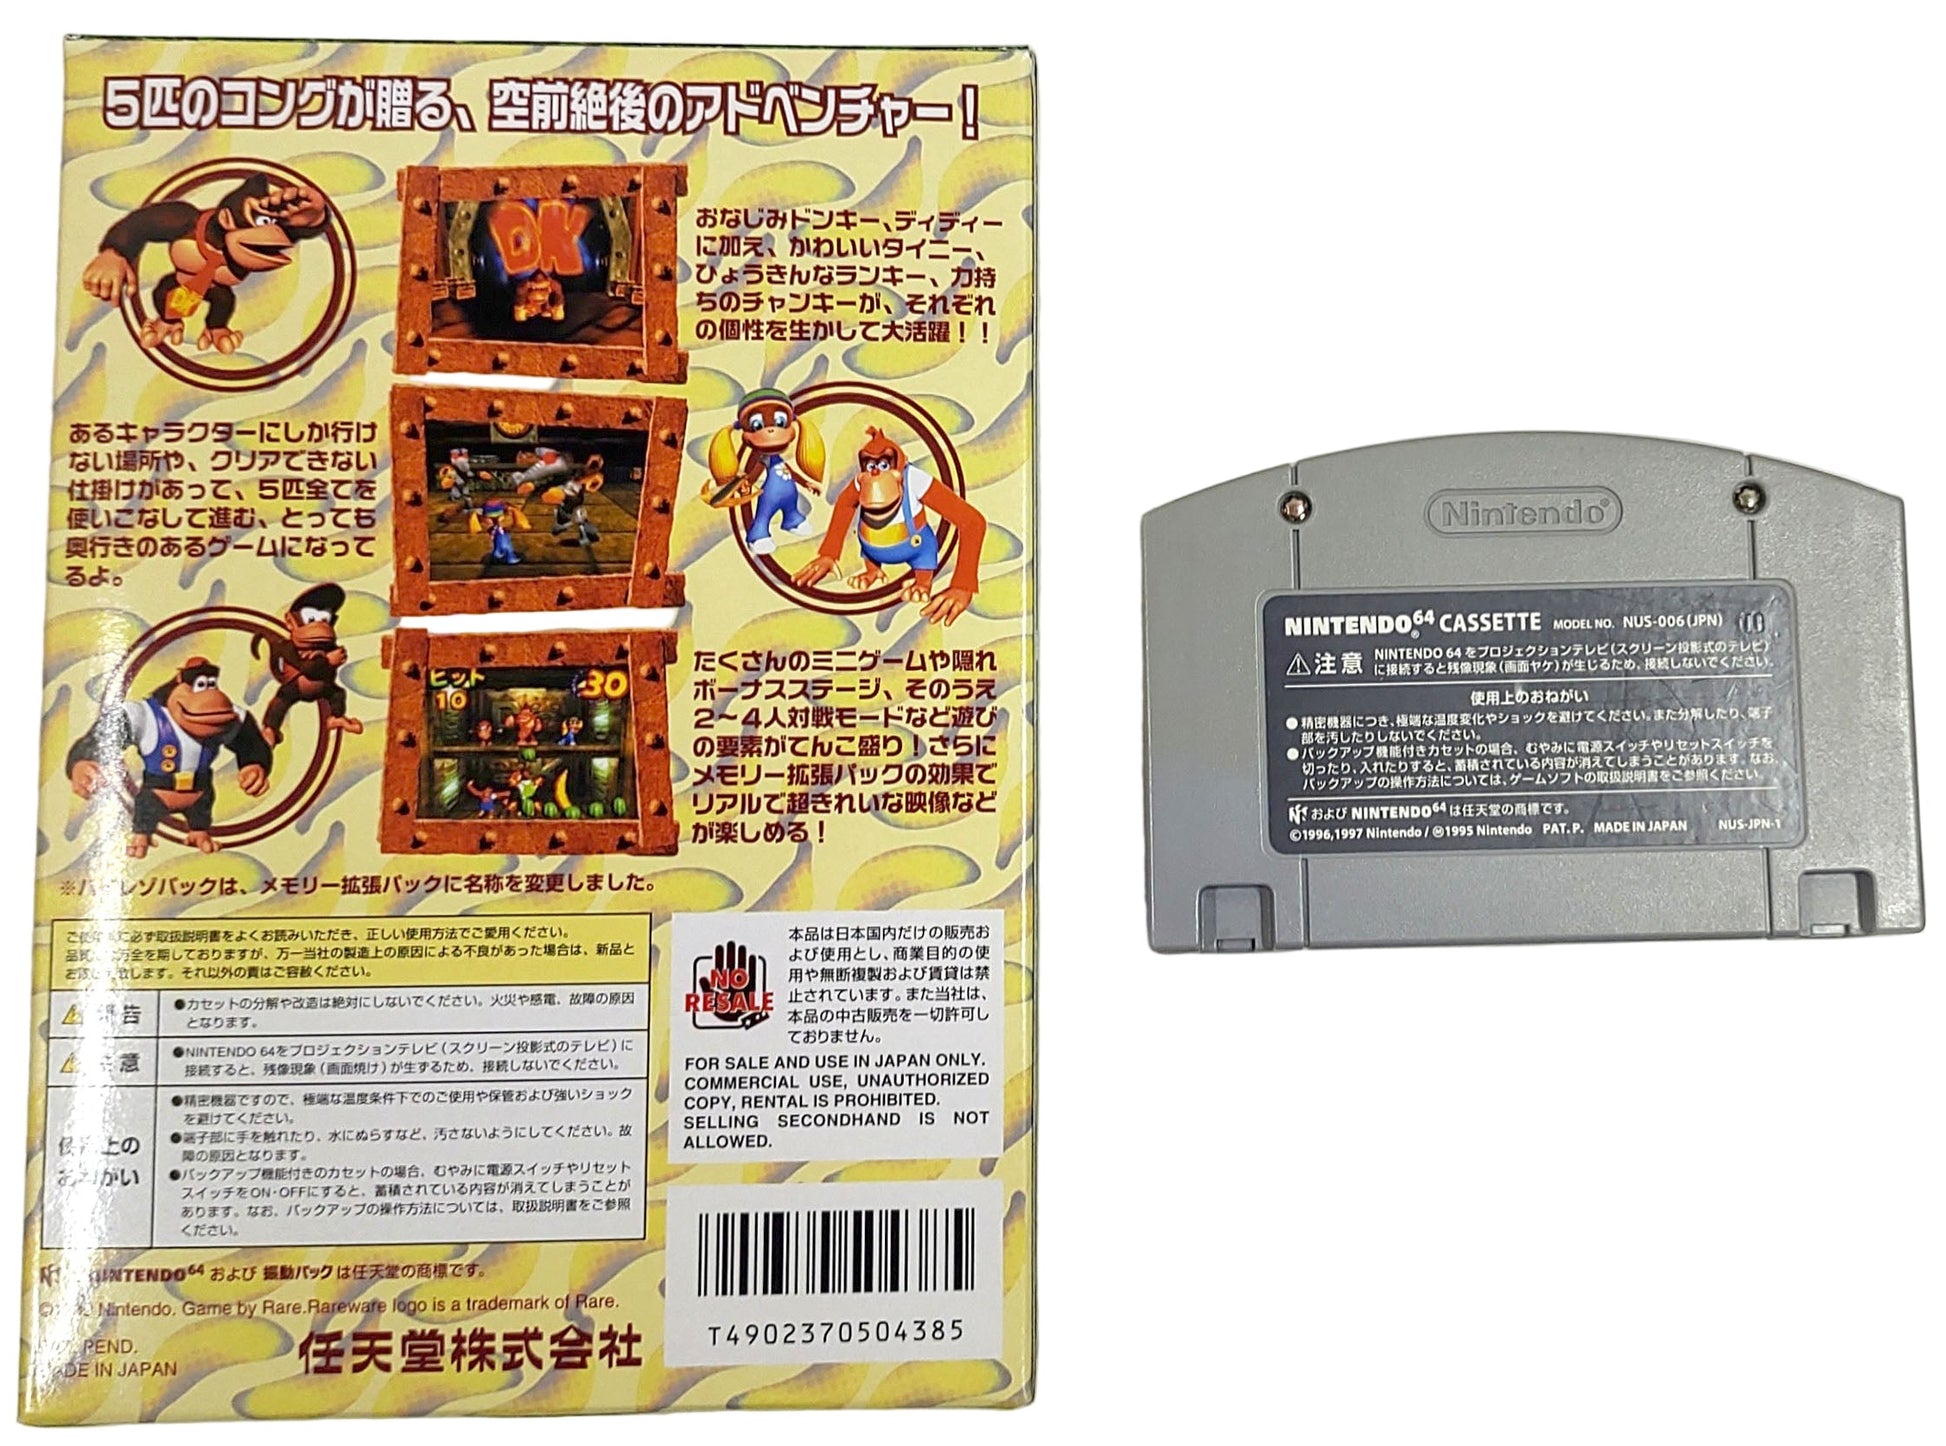 5匹のコングが贈る、空前絶後のアドベンチャー!
DK
おなじみドンキー、ディディー
に加え、かわいいタイニー、
ひょうきんなランキー、力持
ちのチャンキーが、それぞれ
の個性を生かして大活躍!!
あるキャラクターにしか行け
ない場所や、クリアできない
仕掛けがあって、5匹全てを
使いこなして進む、とっても
奥行きのあるゲームになって
るよ。
ヒット
10
30
たくさんのミニゲームや隠れ
ボーナスステージ、そのうえ
2〜4人対戦モードなど遊び
の要素がてんこ盛り!さらに
メモリー拡張パックの効果で
リアルで超きれいな映像など
が楽しめる!
※ハイレゾパックは、メモリー拡張パックに名称を変更しました。
に必ず取扱説明書をよくお読みいただき、正しい使用方法でご愛用ください。
万全を期しておりますが、万一当社の製造上の原因による不良があった場合は、新品と
お取り致します。それ以外の責はご容赦ください。
警告
●カセットの分解や改造は絶対にしないでください。火災や感電、故障の原因
となります。
注意
●NINTENDO 64をプロジェクションテレビ(スクリーン投影式のテレビ)に
接続すると、残像現象(画面焼け)が生ずるため、接続しないでください。
使用上の
おねがい
●精密機器ですので、極端な温度条件下でのご使用や保管および強いショック
を避けてください。
●端子部に手を触れたり、水にぬらすなど、汚さないようにしてください。故
障の原因となります。
●バックアップ機能付きのカセットの場合、むやみに電源スイッチやリセット
スイッチをON・OFFにすると、蓄積されている内容が消えてしまうことが
あります。なお、バックアップの操作方法については、取扱説明書をご参照
ください。
NINTENDO64 および 振動パック は任天堂の商標です。
Nintendo. Game by Rare.Rareware logo is a trademark of Rare.
PEND.
MADE IN JAPAN
任天堂株式会社
NO
RESALE
本品は日本国内だけの販売お
よび使用とし、商業目的の使
用や無断複製および賃貸は禁
止されています。また当社は、
本品の中古販売を一切許可し
ておりません。
FOR SALE AND USE IN JAPAN ONLY.
COMMERCIAL USE, UNAUTHORIZED
COPY, RENTAL IS PROHIBITED.
SELLING SECONDHAND IS NOT
ALLOWED.
T4902370504385
Nintendo®
NINTENDO64® CASSETTE MODEL NO. NUS-006(JPN)
注意 NINTENDO 64 をプロジェクションテレビ(スクリーン投影式のテレビ)
に接続すると残像現象(画面ヤケ)が生じるため、接続しないでください。
使用上のおねがい
●精密機器につき、極端な温度変化やショックを避けてください。また分解したり、端子
部を汚したりしないでください。
●バックアップ機能付きカセットの場合、むやみに電源スイッチやリセットスイッチを
切ったり、入れたりすると、蓄積されている内容が消えてしまうことがあります。なお
バックアップの操作方法については、ゲームソフトの取扱説明書をご参照ください。
および NINTENDO64 は任天堂の商標です。
©1996,1997 Nintendo / Ⓜ1995 Nintendo PAT. P. MADE IN JAPAN NUS-JPN-1